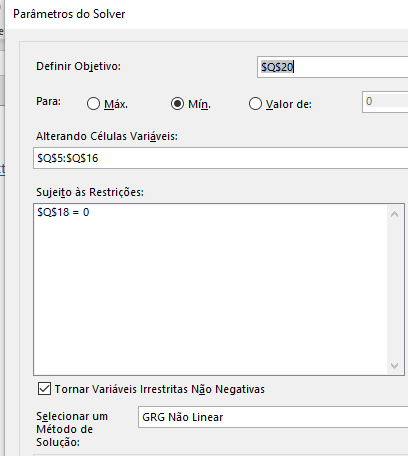 Parâmetros do Solver
Definir Objetivo:
$Q$20
Para:
Máx.
Mín.
Valor de:
0
Alterando Células Variáveis:
$Q$5:$Q$16
Sujeito às Restrições:
$Q$18 = 0
Tornar Variáveis Irrestritas Não Negativas
Selecionar um
Método de
Solução:
GRG Não Linear